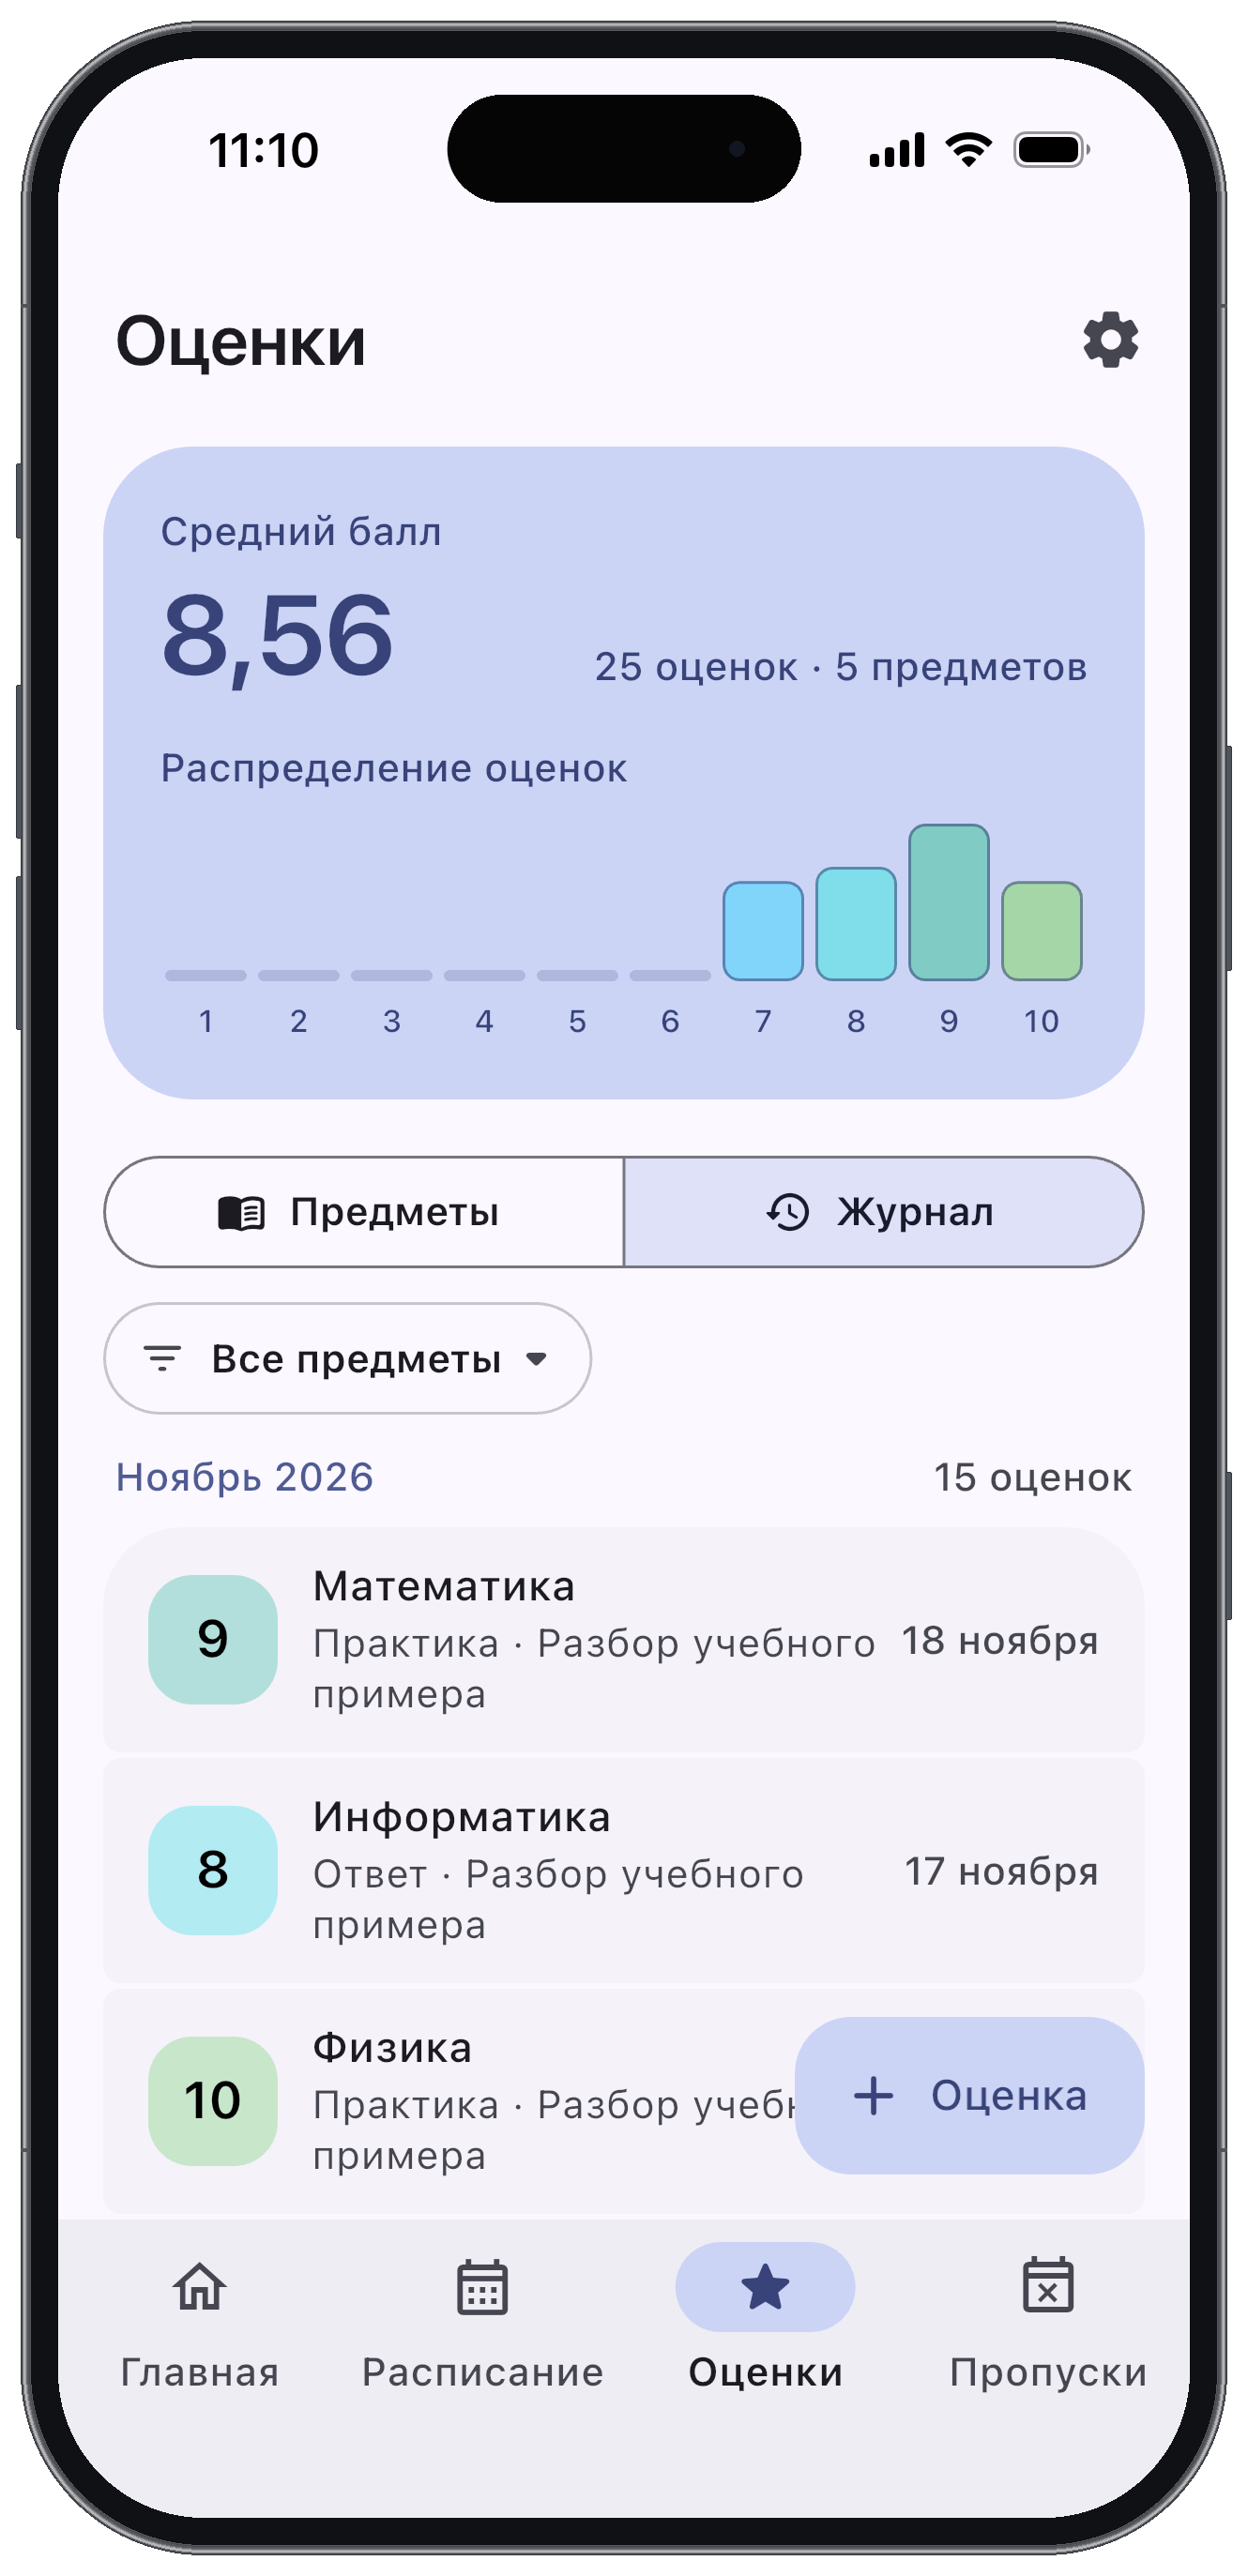 11:10
Оценки
Средний балл
8,56
25 оценок · 5 предметов
Распределение оценок
1 2 3 4 5 6 7 8 9 10
Предметы
Журнал
Все предметы
Ноябрь 2026
15 оценок
9
Математика
Практика · Разбор учебного
примера
18 ноября
8
Информатика
Ответ · Разбор учебного
примера
17 ноября
10
Физика
Практика · Разбор
примера
+ Оценка
Главная
Расписание
Оценки
Пропуски